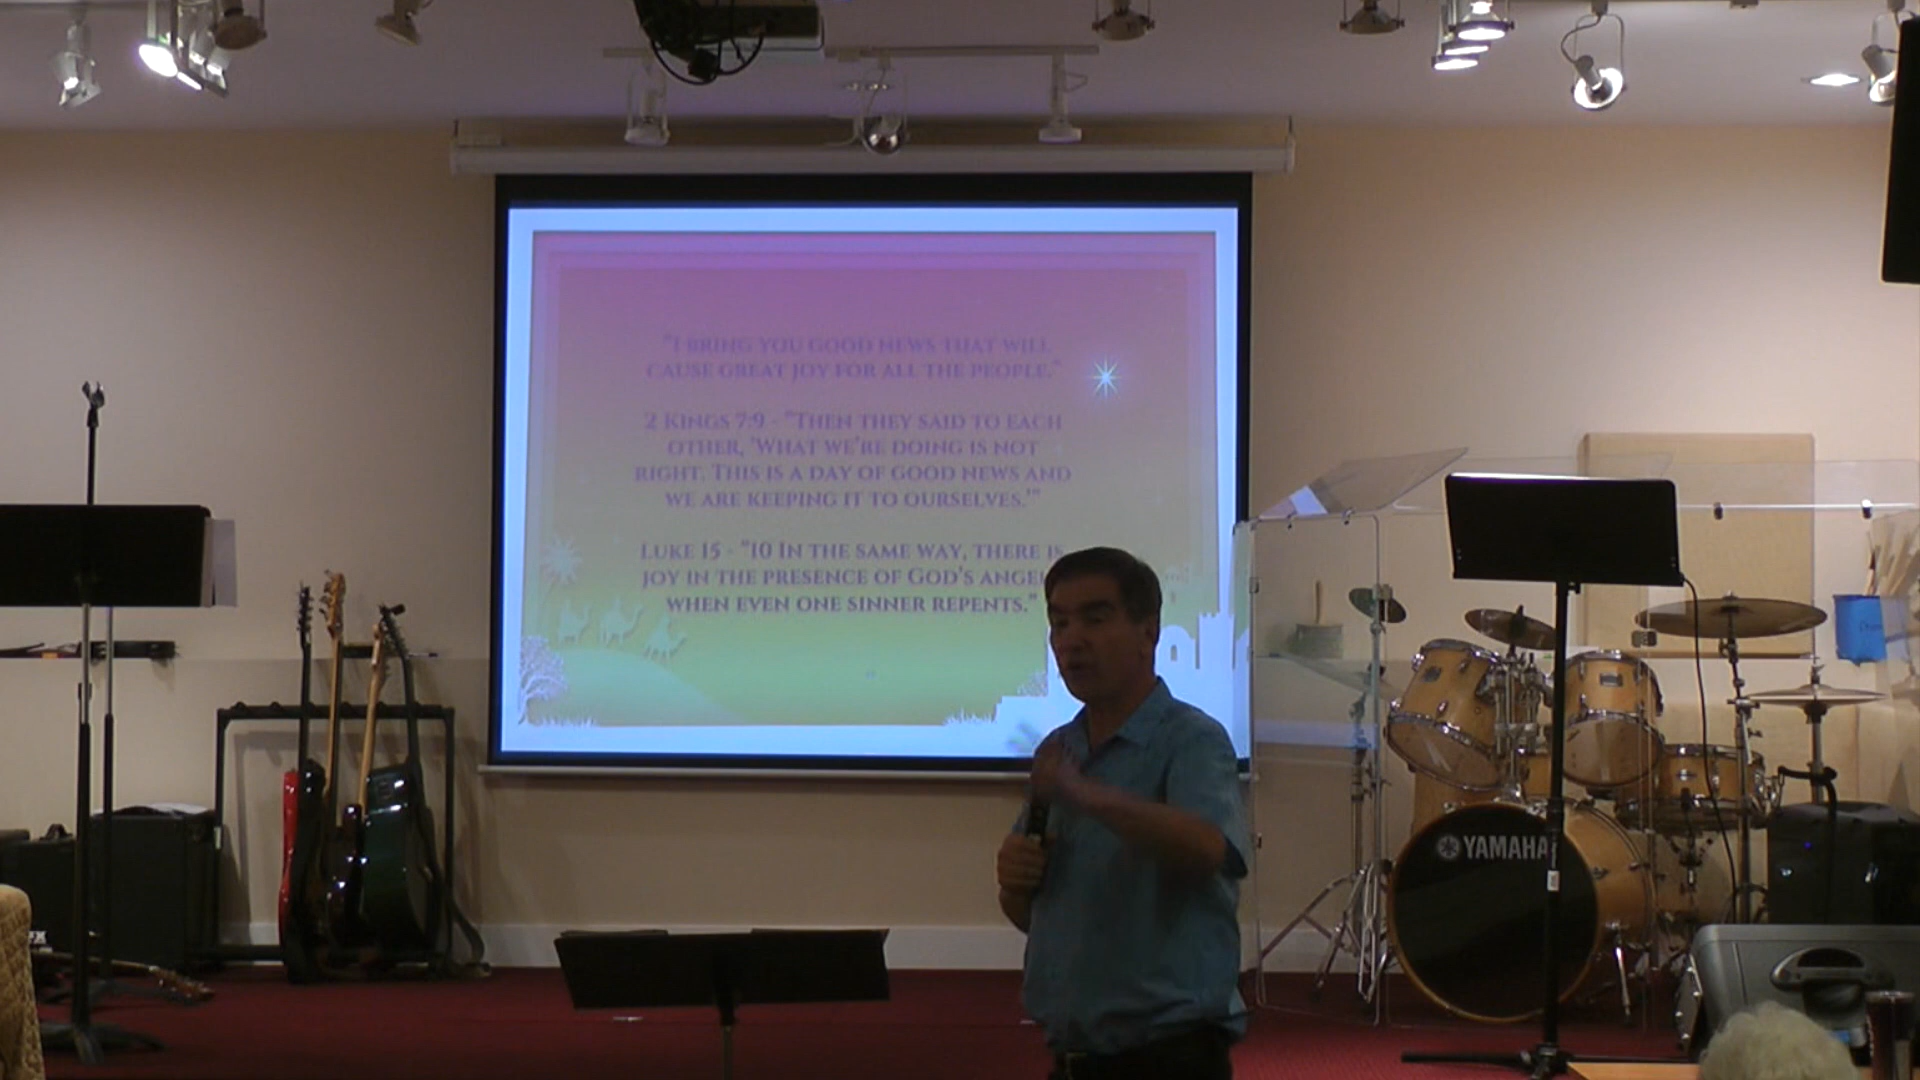 "I BRING YOU GOOD NEWS THAT WILL
CAUSE GREAT JOY FOR ALL THE PEOPLE."
2 KINGS 7:9 - "THEN THEY SAID TO EACH
OTHER, 'WHAT WE'RE DOING IS NOT
RIGHT. THIS IS A DAY OF GOOD NEWS AND
WE ARE KEEPING IT TO OURSELVES.'"
LUKE 15 - "10 IN THE SAME WAY, THERE IS
JOY IN THE PRESENCE OF GOD'S
WHEN EVEN ONE SINNER REPENTS."
YAMAHA